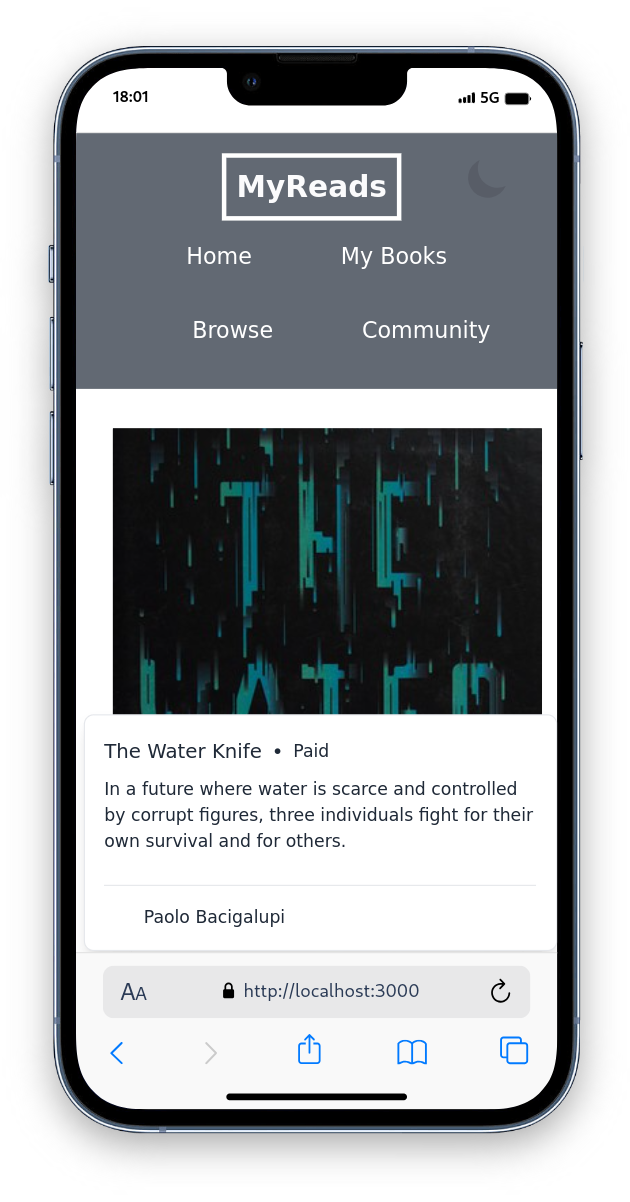 18:01 5G
MyReads
Home My Books
Browse Community
THE
WATER
The Water Knife • Paid
In a future where water is scarce and controlled
by corrupt figures, three individuals fight for their
own survival and for others.
Paolo Bacigalupi
AA http://localhost:3000